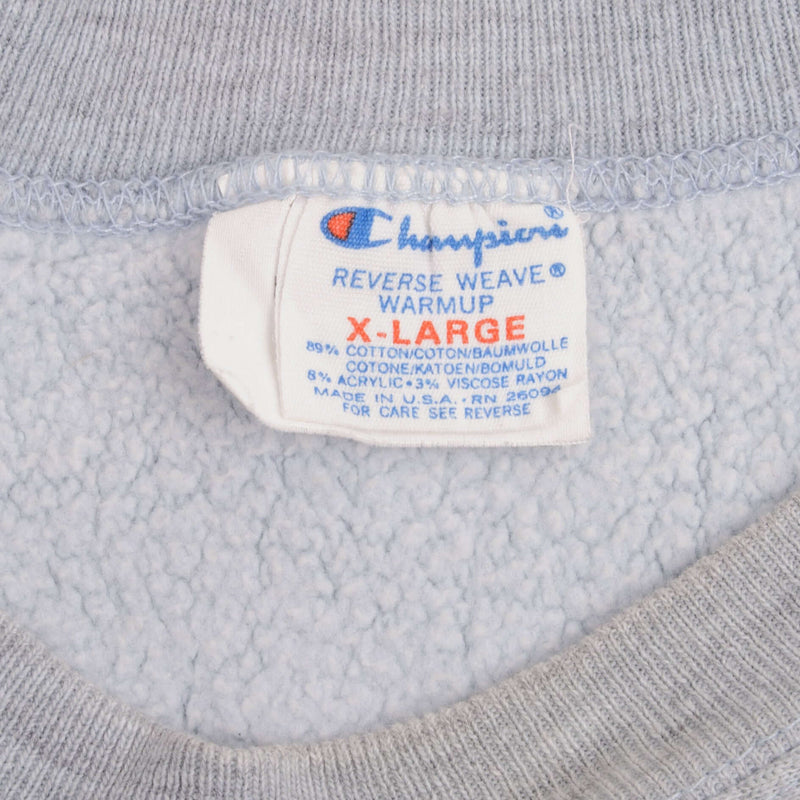 Champion®
REVERSE WEAVE®
WARMUP
X-LARGE
89% COTTON/COTON/BAUMWOLLE
COTONE/KATOEN/BOMULD
8% ACRYLIC • 3% VISCOSE RAYON
MADE IN U.S.A. • RN 26094
FOR CARE SEE REVERSE